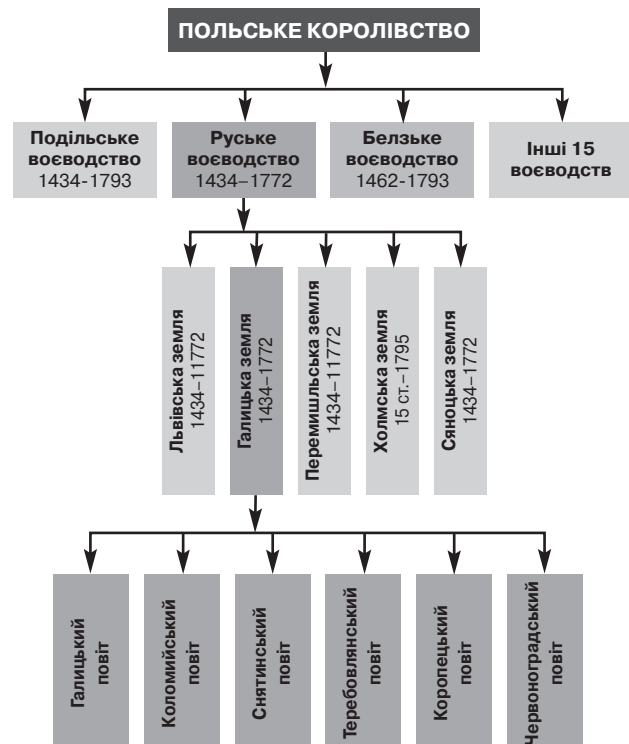 ПОЛЬСЬКЕ КОРОЛІВСТВО
Подільське
воєводство
1434-1793
Руське
воєводство
1434–1772
Белзьке
воєводство
1462-1793
Інші 15
воєводств
Львівська земля
1434–11772
Галицька земля
1434–1772
Перемишльська земля
1434–11772
Холмська земля
15 ст.–1795
Сяноцька земля
1434–1772
Галицький
повіт
Коломийський
повіт
Снятинський
повіт
Теребовлянський
повіт
Коропецький
повіт
Червоноградський
повіт